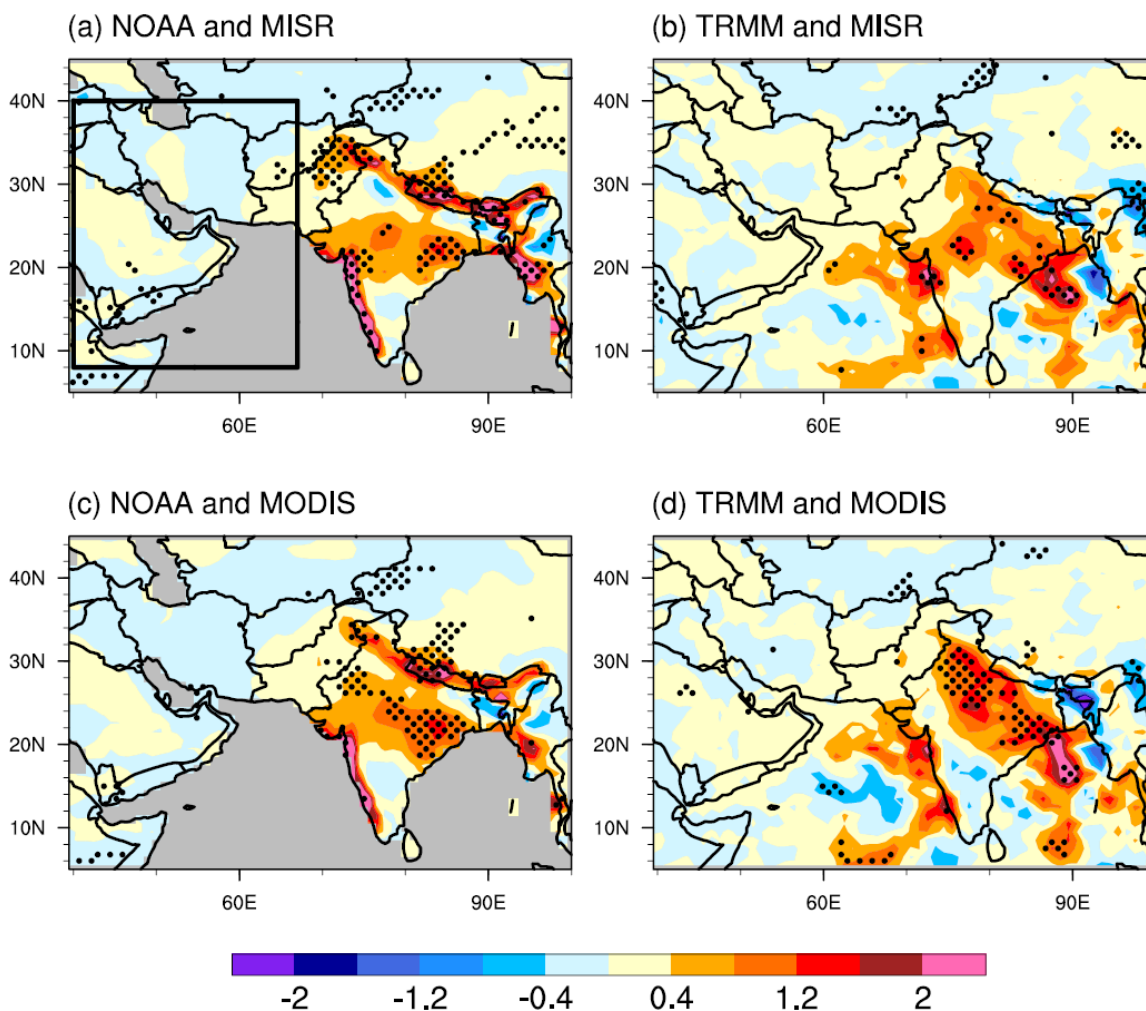 (a) NOAA and MISR
(b) TRMM and MISR
40N
30N
20N
10N
60E
90E
40N
30N
20N
10N
60E
90E
(c) NOAA and MODIS
(d) TRMM and MODIS
40N
30N
20N
10N
60E
90E
40N
30N
20N
10N
60E
90E
-2 -1.2 -0.4 0.4 1.2 2